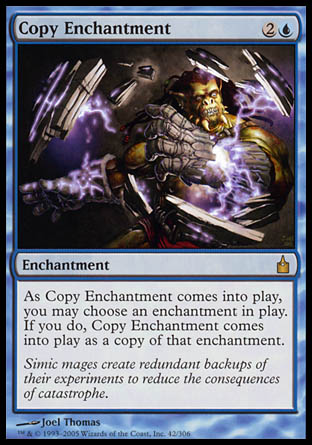 Copy Enchantment 2
Enchantment
As Copy Enchantment comes into play,
you may choose an enchantment in play.
If you do, Copy Enchantment comes
into play as a copy of that enchantment.
Simic mages create redundant backups of
their experiments to reduce the consequences
of catastrophe.
Joel Thomas
™ & © 1993–2005 Wizards of the Coast, Inc. 42/306